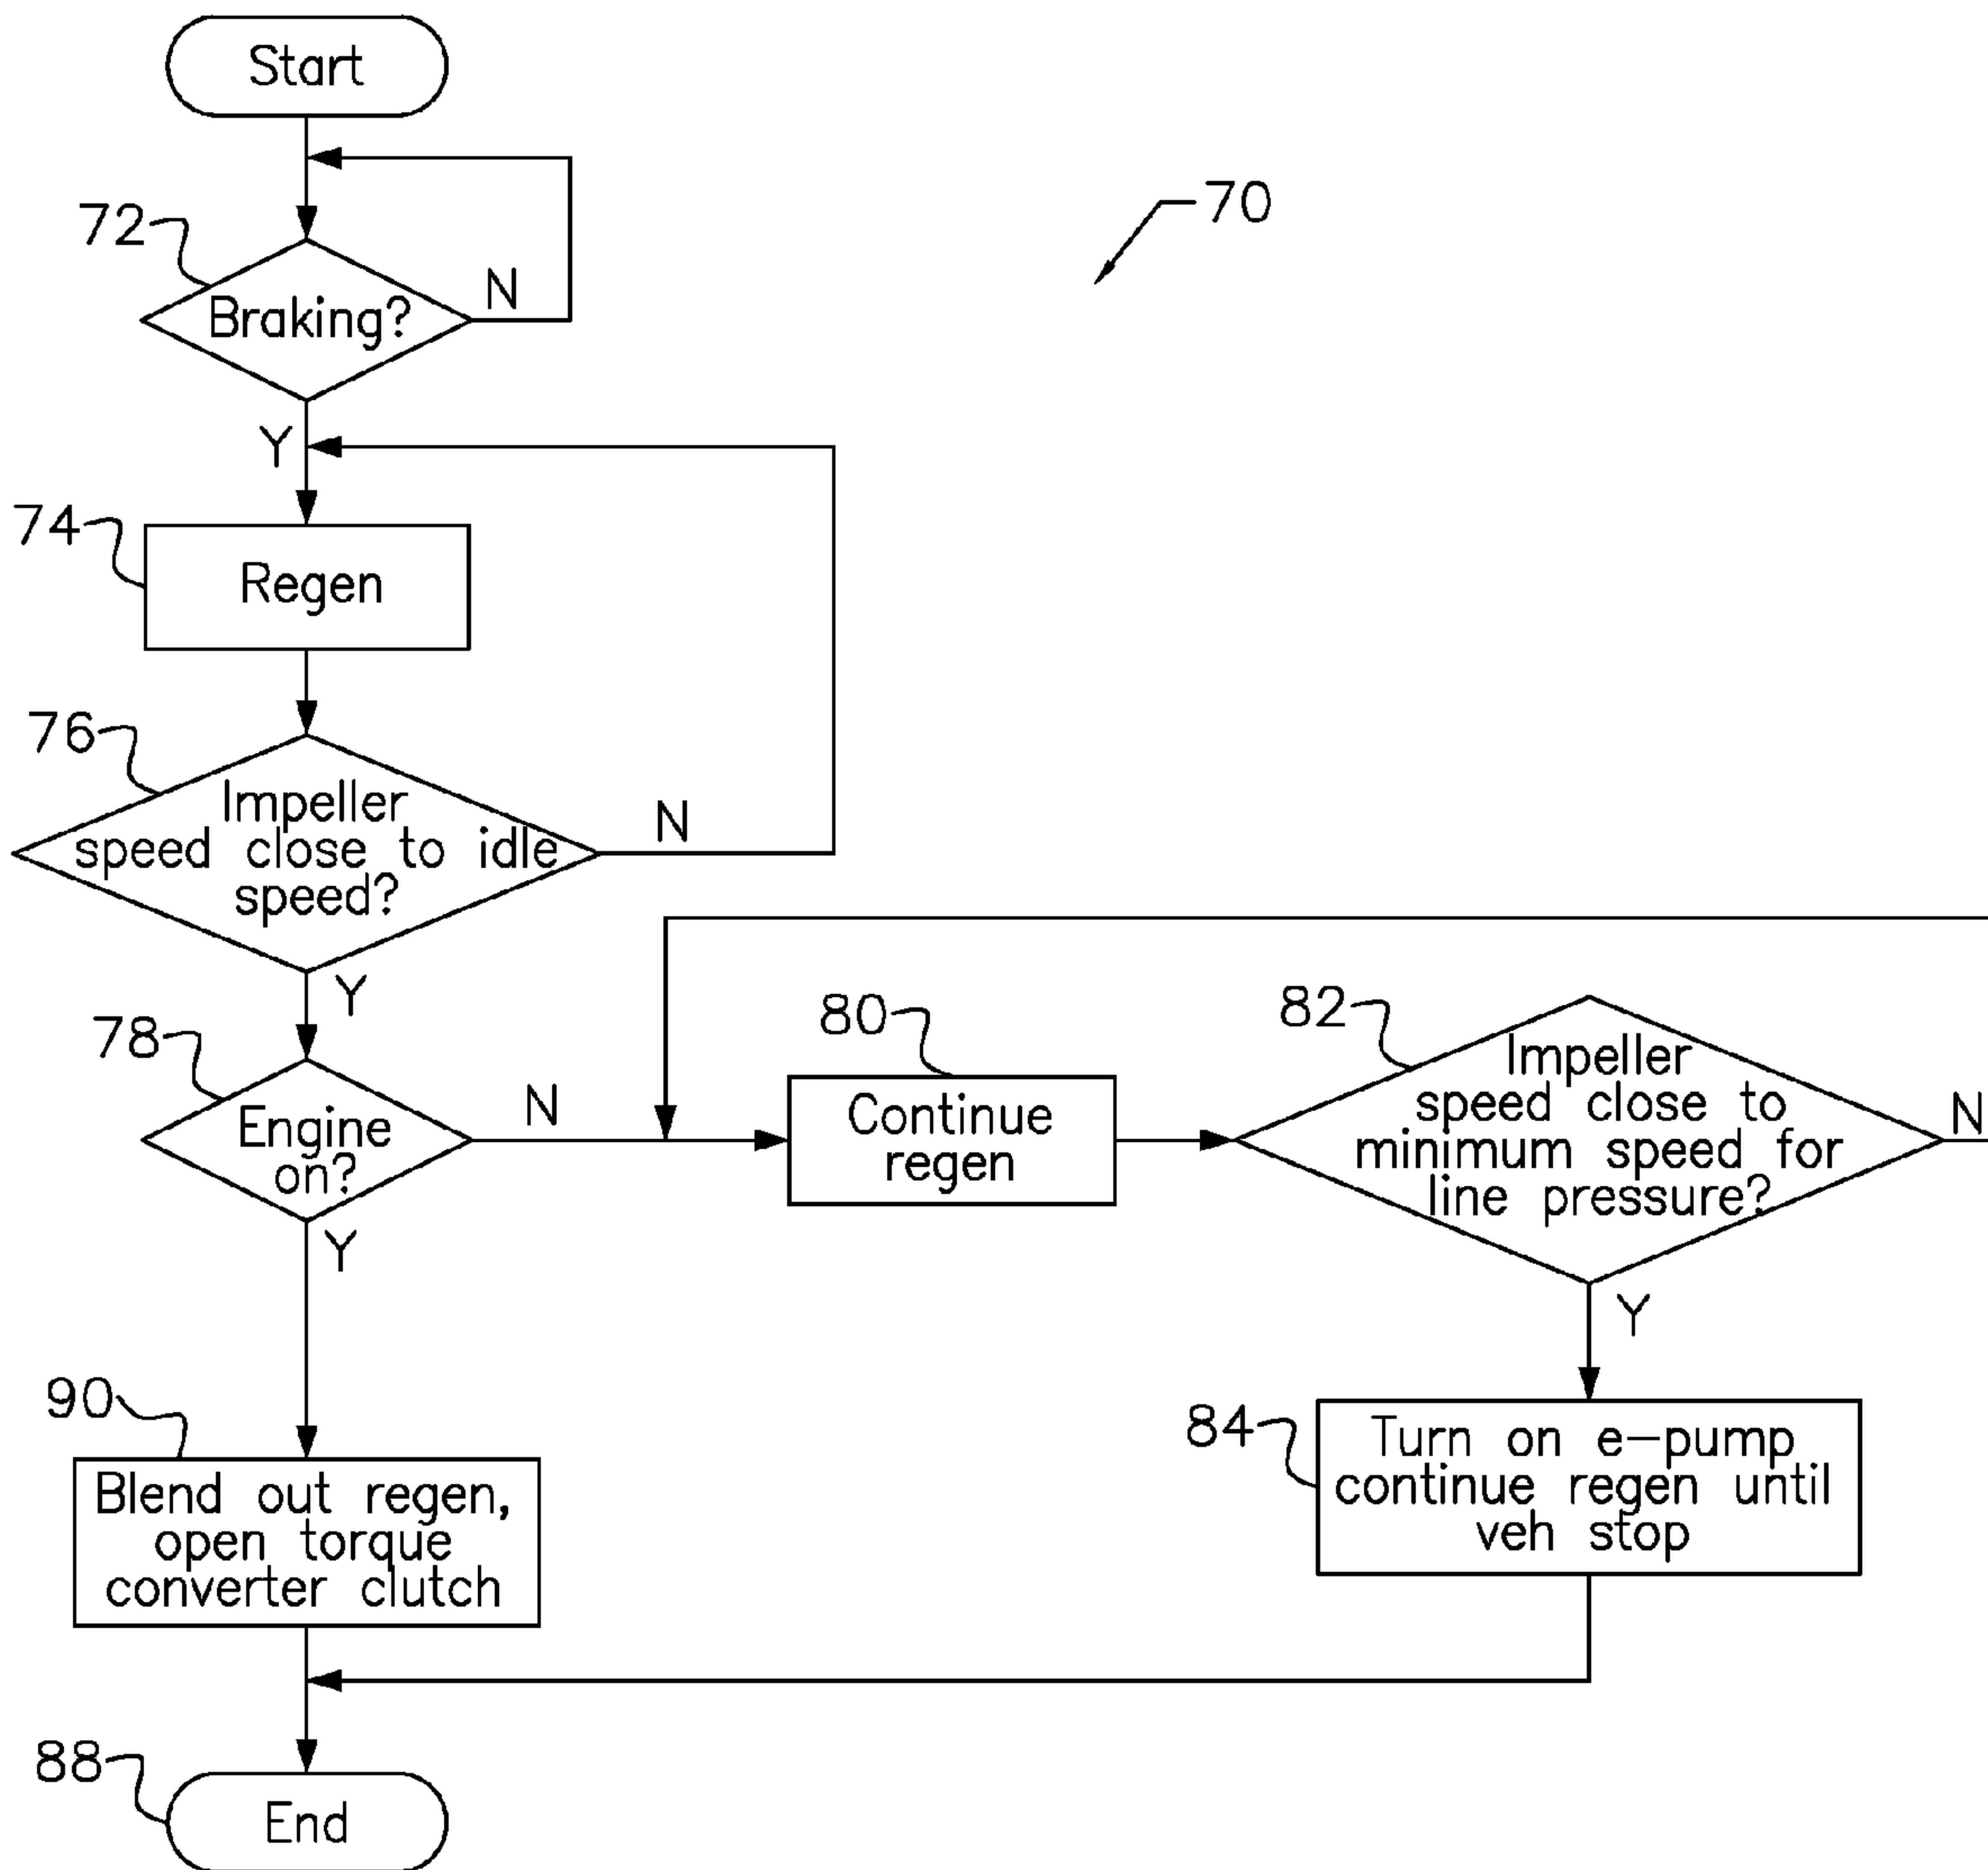 Start
70
72
Braking?
N
Y
74
Regen
76
Impeller
speed close to idle
speed?
N
Y
78
Engine
on?
N
Y
80
Continue
regen
82
Impeller
speed close to
minimum speed for
line pressure?
N
Y
84
Turn on e-pump
continue regen until
veh stop
90
Blend out regen,
open torque
converter clutch
88
End